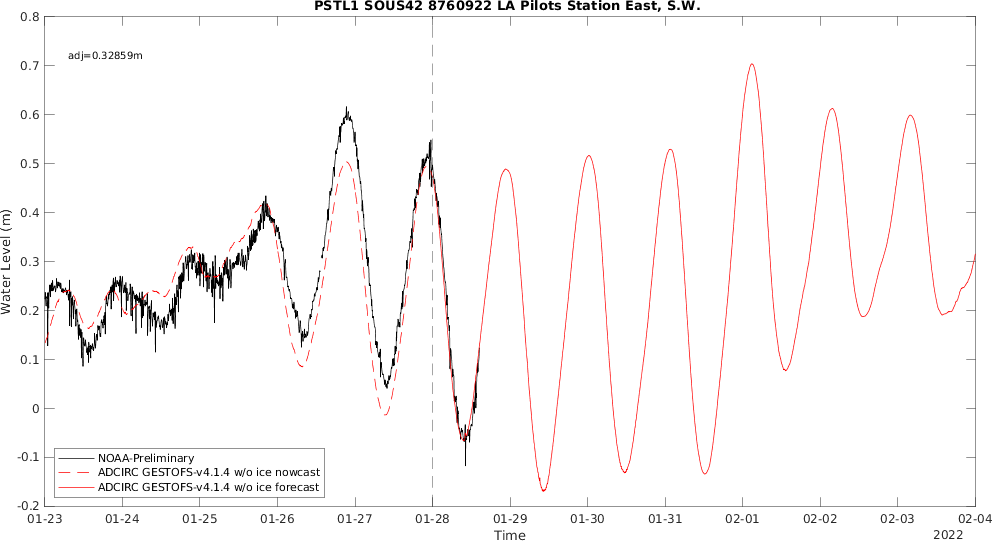 PSTL1 SOUS42 8760922 LA Pilots Station East, S.W.
adj=0.32859m
0.8
0.7
0.6
0.5
0.4
0.3
0.2
0.1
0
-0.1
-0.2
Water Level (m)
NOAA-Preliminary
ADCIRC GESTOFS-v4.1.4 w/o ice nowcast
ADCIRC GESTOFS-v4.1.4 w/o ice forecast
01-23 01-24 01-25 01-26 01-27 01-28 01-29 01-30 01-31 02-01 02-02 02-03 02-04
Time
2022